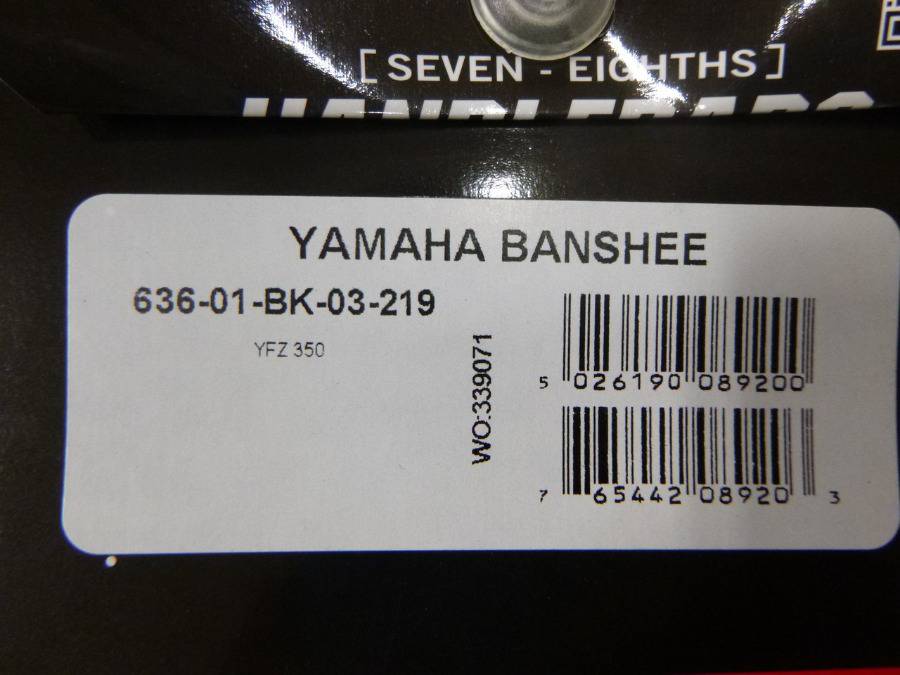 [ SEVEN - EIGHTHS ]
HANDLEBARS
YAMAHA BANSHEE
636-01-BK-03-219
YFZ 350
WO:339071
5 026190 089200
7 65442 08920 3